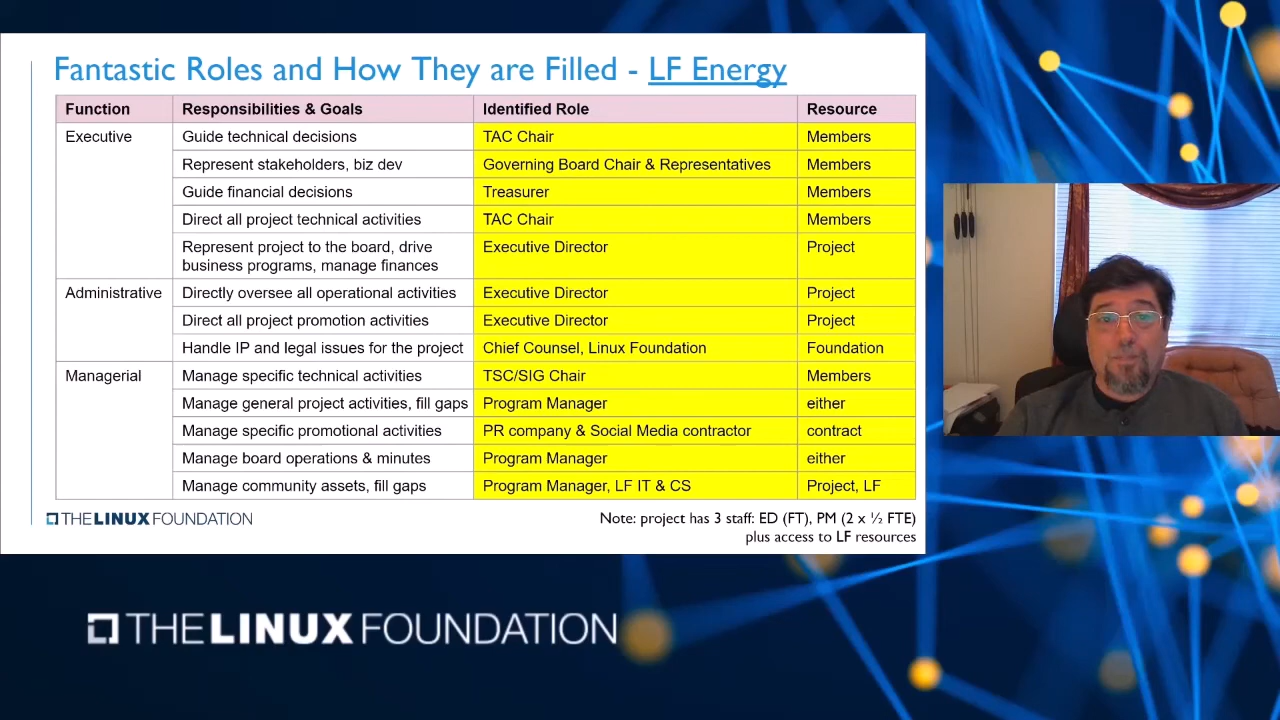 Fantastic Roles and How They are Filled - LF Energy
Function Responsibilities & Goals Identified Role Resource
Executive Guide technical decisions TAC Chair Members
Represent stakeholders, biz dev Governing Board Chair & Representatives Members
Guide financial decisions Treasurer Members
Direct all project technical activities TAC Chair Members
Represent project to the board, drive Executive Director Project
business programs, manage finances
Administrative Directly oversee all operational activities Executive Director Project
Direct all project promotion activities Executive Director Project
Handle IP and legal issues for the project Chief Counsel, Linux Foundation Foundation
Managerial Manage specific technical activities TSC/SIG Chair Members
Manage general project activities, fill gaps Program Manager either
Manage specific promotional activities PR company & Social Media contractor contract
Manage board operations & minutes Program Manager either
Manage community assets, fill gaps Program Manager, LF IT & CS Project, LF
THE LINUX FOUNDATION
Note: project has 3 staff: ED (FT), PM (2 x ½ FTE)
plus access to LF resources
THE LINUX FOUNDATION